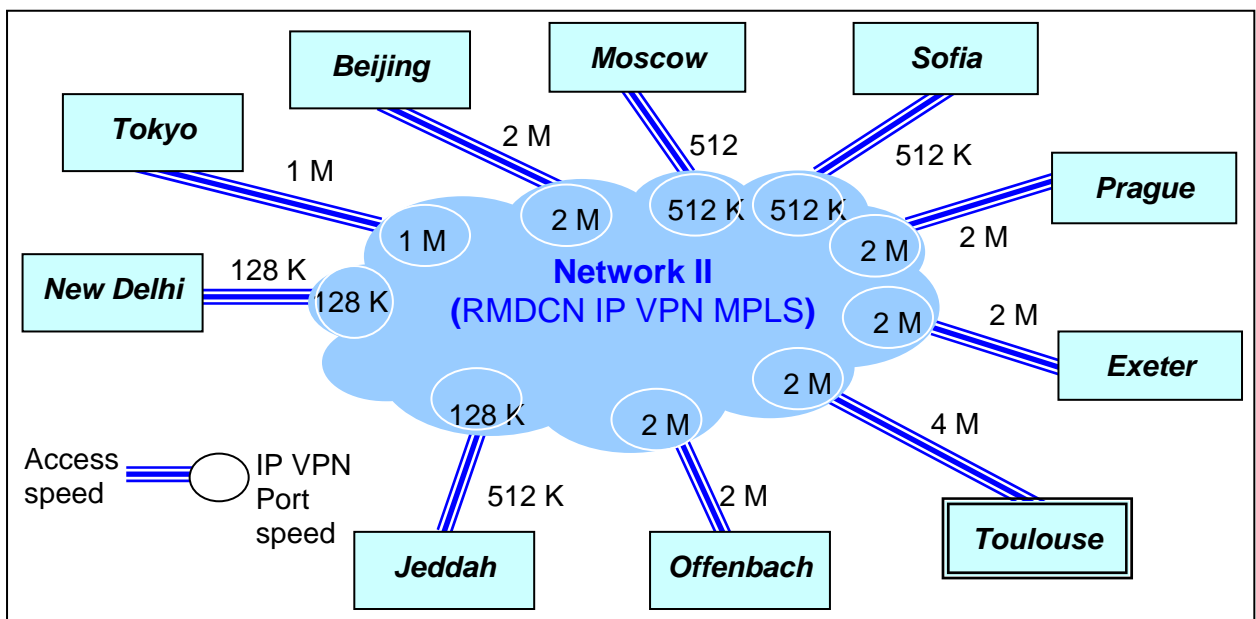 Beijing
Moscow
Sofia
Tokyo
2 M
512
512 K
1 M
Prague
512 K
512 K
2 M
1 M
2 M
2 M
New Delhi
128 K
128 K
Network II
(RMDCN IP VPN MPLS)
2 M
2 M
Exeter
2 M
128 K
2 M
4 M
Access
speed
IP VPN
Port
speed
512 K
2 M
Jeddah
Offenbach
Toulouse